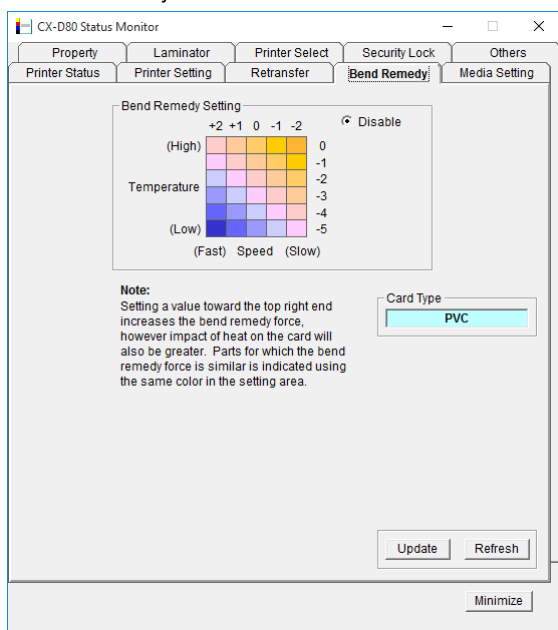 CX-D80 Status Monitor
Property Laminator Printer Select Security Lock Others
Printer Status Printer Setting Retransfer Bend Remedy Media Setting
Bend Remedy Setting
+2 +1 0 -1 -2
Disable
(High) 0
-1
Temperature -2
-3
-4
(Low) -5
(Fast) Speed (Slow)
Note:
Setting a value toward the top right end
increases the bend remedy force,
however impact of heat on the card will
also be greater. Parts for which the bend
remedy force is similar is indicated using
the same color in the setting area.
Card Type
PVC
Update Refresh
Minimize